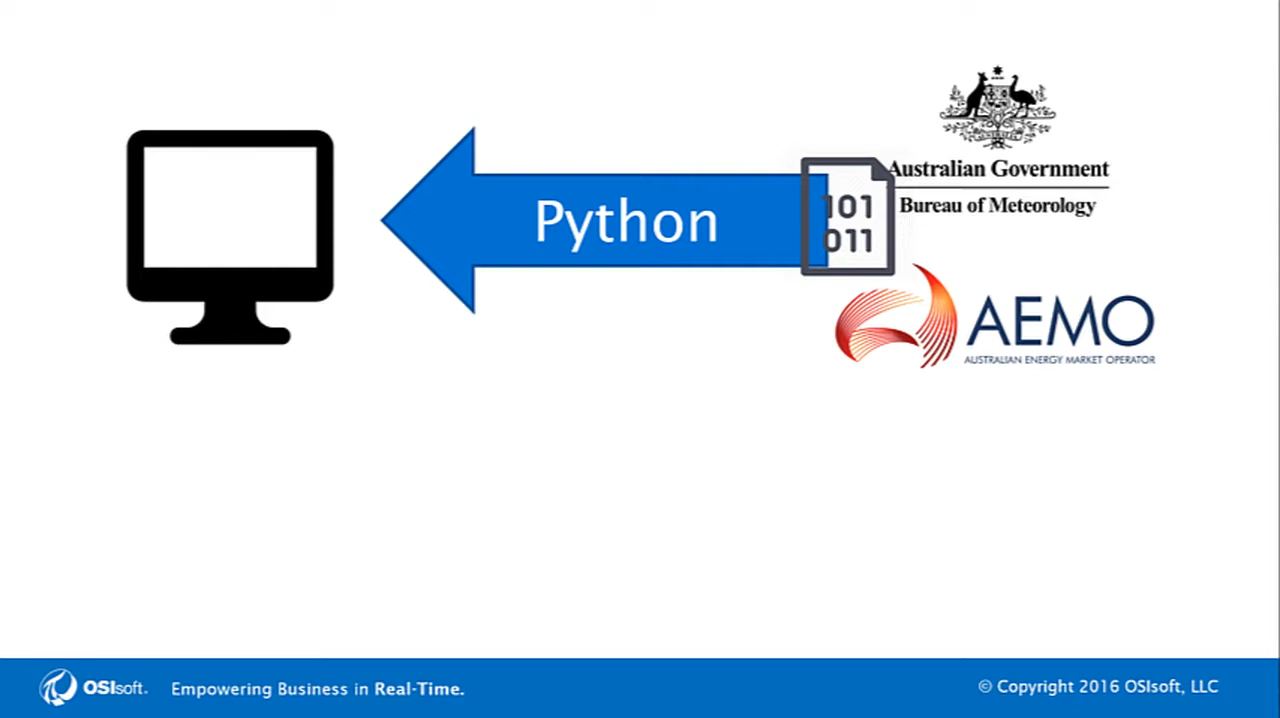 Australian Government
Bureau of Meteorology
Python
101
011
AEMO
AUSTRALIAN ENERGY MARKET OPERATOR
OSIsoft.
Empowering Business in Real-Time.
© Copyright 2016 OSIsoft, LLC